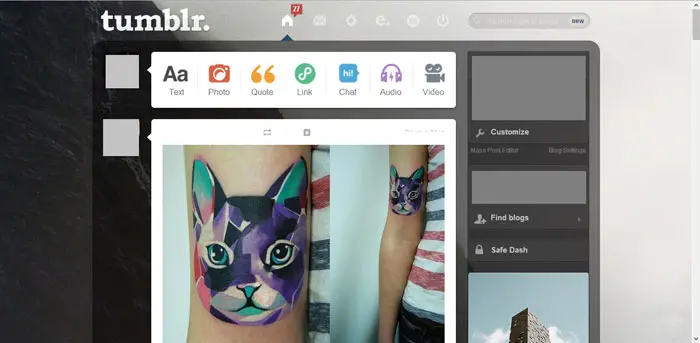 tumblr.
27
new
Text
Photo
Quote
Link
hi!
Chat
Audio
Video
Aa
Customize
Mass Post Editor
Blog Settings
Find blogs
Safe Dash